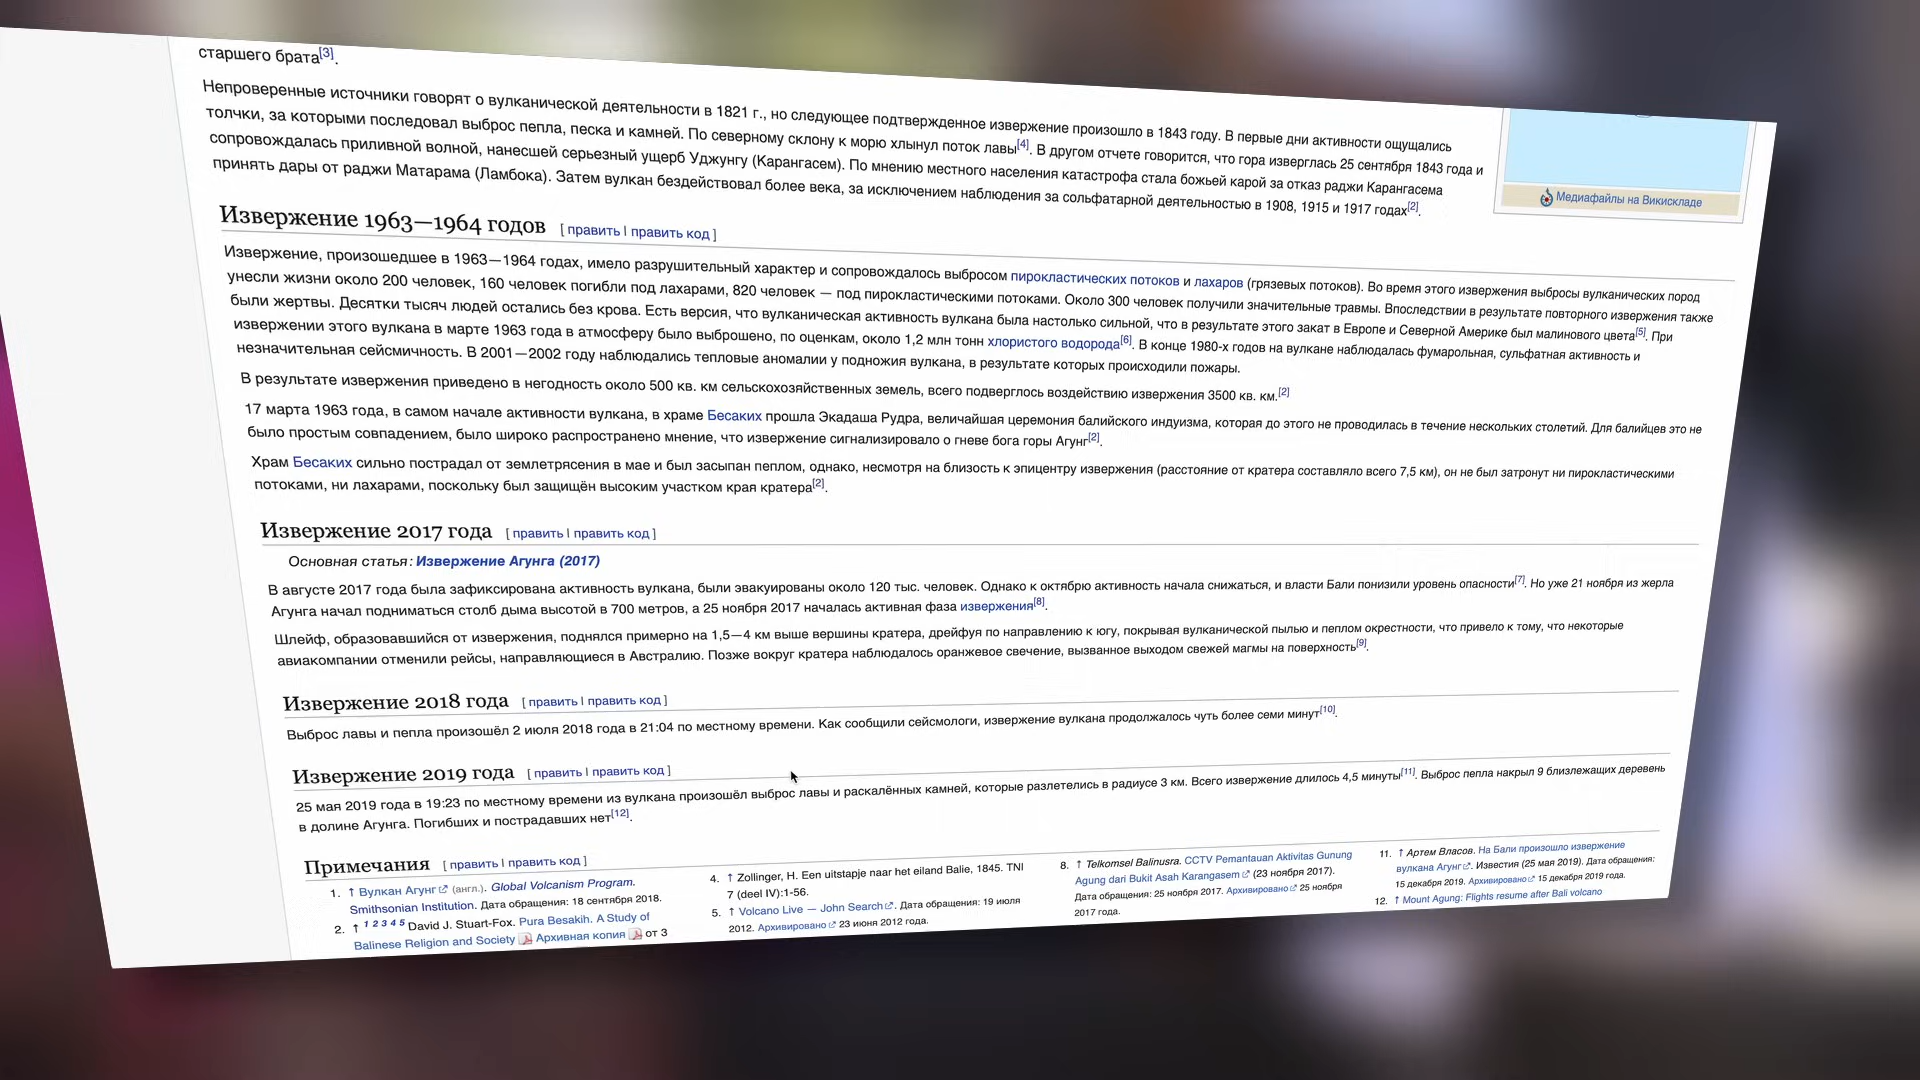 старшего брата[3].
Непроверенные источники говорят о вулканической деятельности в 1821 г., но следующее подтвержденное извержение произошло в 1843 году. В первые дни активности ощущались
толчки, за которыми последовал выброс пепла, песка и камней. По северному склону к морю хлынул поток лавы[4]. В другом отчете говорится, что гора изверглась 25 сентября 1843 года и
сопровождалась приливной волной, нанесшей серьезный ущерб Уджунгу (Карангасем). По мнению местного населения катастрофа стала божьей карой за отказ раджи Карангасема
принять дары от раджи Матарама (Ламбока). Затем вулкан бездействовал более века, за исключением наблюдения за сольфатарной деятельностью в 1908, 1915 и 1917 годах[2].
Медиафайлы на Викискладе
Извержение 1963—1964 годов [ править | править код ]
Извержение, произошедшее в 1963—1964 годах, имело разрушительный характер и сопровождалось выбросом пирокластических потоков и лахаров (грязевых потоков). Во время этого извержения выбросы вулканических пород
унесли жизни около 200 человек, 160 человек погибли под лахарами, 820 человек — под пирокластическими потоками. Около 300 человек получили значительные травмы. Впоследствии в результате повторного извержения также
были жертвы. Десятки тысяч людей остались без крова. Есть версия, что вулканическая активность вулкана была настолько сильной, что в результате этого закат в Европе и Северной Америке был малинового цвета[5]. При
извержении этого вулкана в марте 1963 года в атмосферу было выброшено, по оценкам, около 1,2 млн тонн хлористого водорода[6]. В конце 1980-х годов на вулкане наблюдалась фумарольная, сульфатная активность и
незначительная сейсмичность. В 2001—2002 году наблюдались тепловые аномалии у подножия вулкана, в результате которых происходили пожары.
В результате извержения приведено в негодность около 500 кв. км сельскохозяйственных земель, всего подверглось воздействию извержения 3500 кв. км.[2]
17 марта 1963 года, в самом начале активности вулкана, в храме Бесаких прошла Экадаша Рудра, величайшая церемония балийского индуизма, которая до этого не проводилась в течение нескольких столетий. Для балийцев это не
было простым совпадением, было широко распространено мнение, что извержение сигнализировало о гневе бога горы Агунг[2].
Храм Бесаких сильно пострадал от землетрясения в мае и был засыпан пеплом, однако, несмотря на близость к эпицентру извержения (расстояние от кратера составляло всего 7,5 км), он не был затронут ни пирокластическими
потоками, ни лахарами, поскольку был защищён высоким участком края кратера[2].
Извержение 2017 года [ править | править код ]
Основная статья: Извержение Агунга (2017)
В августе 2017 года была зафиксирована активность вулкана, были эвакуированы около 120 тыс. человек. Однако к октябрю активность начала снижаться, и власти Бали понизили уровень опасности[7]. Но уже 21 ноября из жерла
Агунга начал подниматься столб дыма высотой в 700 метров, а 25 ноября 2017 началась активная фаза извержения[8].
Шлейф, образовавшийся от извержения, поднялся примерно на 1,5—4 км выше вершины кратера, дрейфуя по направлению к югу, покрывая вулканической пылью и пеплом окрестности, что привело к тому, что некоторые
авиакомпании отменили рейсы, направляющиеся в Австралию. Позже вокруг кратера наблюдалось оранжевое свечение, вызванное выходом свежей магмы на поверхность[9].
Извержение 2018 года [ править | править код ]
Выброс лавы и пепла произошёл 2 июля 2018 года в 21:04 по местному времени. Как сообщили сейсмологи, извержение вулкана продолжалось чуть более семи минут[10].
Извержение 2019 года [ править | править код ]
25 мая 2019 года в 19:23 по местному времени из вулкана произошёл выброс лавы и раскалённых камней, которые разлетелись в радиусе 3 км. Всего извержение длилось 4,5 минуты[11]. Выброс пепла накрыл 9 близлежащих деревень
в долине Агунга. Погибших и пострадавших нет[12].
Примечания [ править | править код ]
1. ↑ Вулкан Агунг (англ.). Global Volcanism Program.
Smithsonian Institution. Дата обращения: 18 сентября 2018.
2. ↑ 1 2 3 4 5 David J. Stuart-Fox. Pura Besakih. A Study of
Balinese Religion and Society Архивная копия от 3
4. ↑ Zollinger, H. Een uitstapje naar het eiland Balie, 1845. TNI
7 (deel IV):1-56.
5. ↑ Volcano Live — John Search. Дата обращения: 19 июля
2012. Архивировано 23 июня 2012 года.
8. ↑ Telkomsel Balinusra. CCTV Pemantauan Aktivitas Gunung
Agung dari Bukit Asah Karangasem (23 ноября 2017).
Дата обращения: 25 ноября 2017. Архивировано 25 ноября
2017 года.
11. ↑ Артем Власов. На Бали произошло извержение
вулкана Агунг. Известия (25 мая 2019). Дата обращения:
15 декабря 2019. Архивировано 15 декабря 2019 года.
12. ↑ Mount Agung: Flights resume after Bali volcano